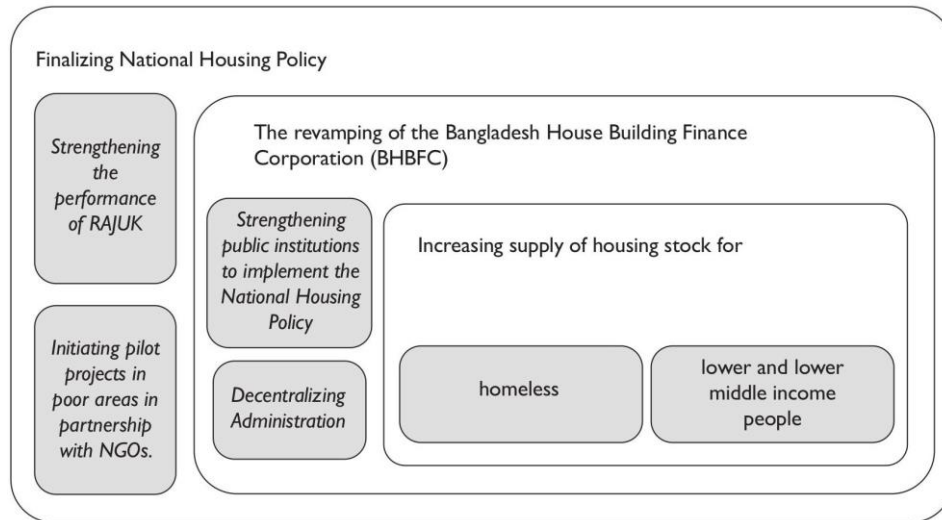 Finalizing National Housing Policy
Strengthening
the
performance
of RAJUK
Initiating pilot
projects in
poor areas in
partnership
with NGOs.
The revamping of the Bangladesh House Building Finance
Corporation (BHBFC)
Strengthening
public institutions
to implement the
National Housing
Policy
Decentralizing
Administration
Increasing supply of housing stock for
homeless
lower and lower
middle income
people